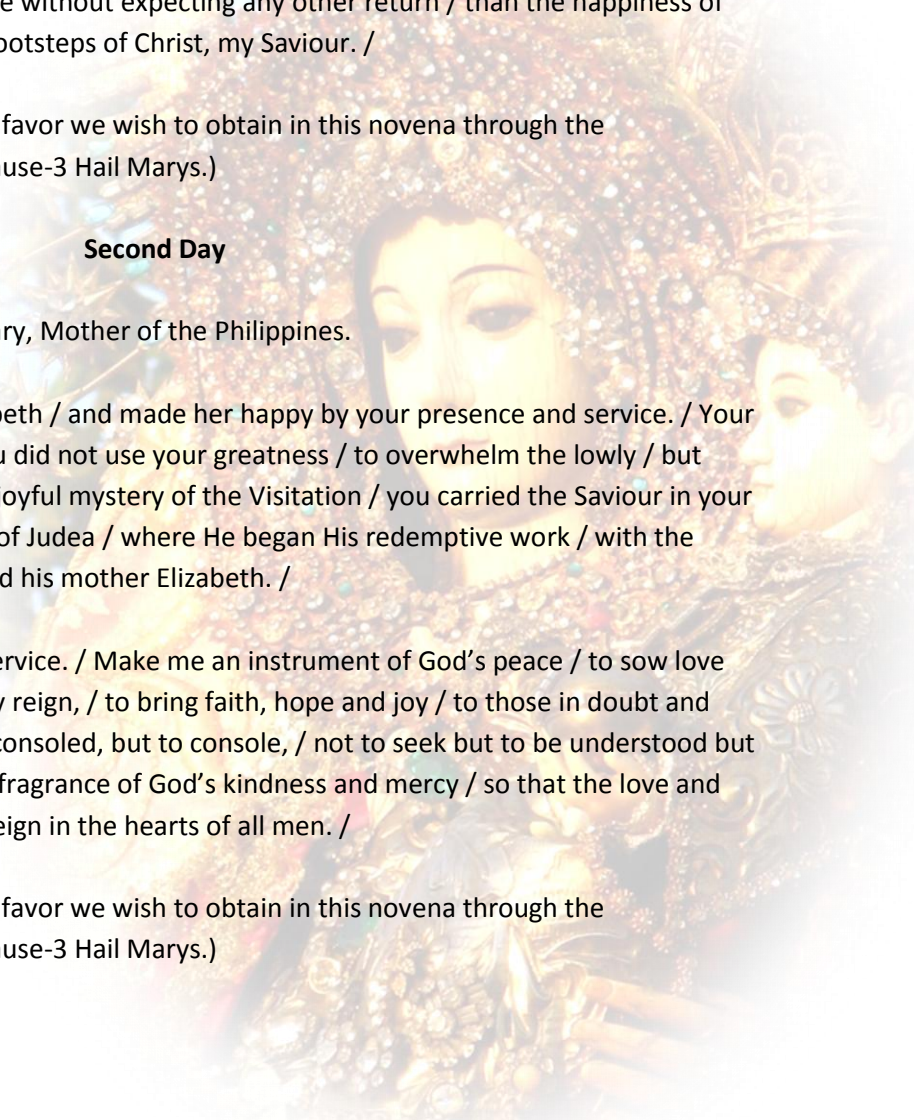 without expecting any other return / than the happiness of
ootsteps of Christ, my Saviour. /
favor we wish to obtain in this novena through the
use-3 Hail Marys.)
Second Day
ry, Mother of the Philippines.
beth / and made her happy by your presence and service. / Your
u did not use your greatness / to overwhelm the lowly / but
joyful mystery of the Visitation / you carried the Saviour in your
of Judea / where He began His redemptive work / with the
d his mother Elizabeth. /
ervice. / Make me an instrument of God’s peace / to sow love
y reign, / to bring faith, hope and joy / to those in doubt and
consoled, but to console, / not to seek but to be understood but
fragrance of God’s kindness and mercy / so that the love and
eign in the hearts of all men. /
favor we wish to obtain in this novena through the
use-3 Hail Marys.)